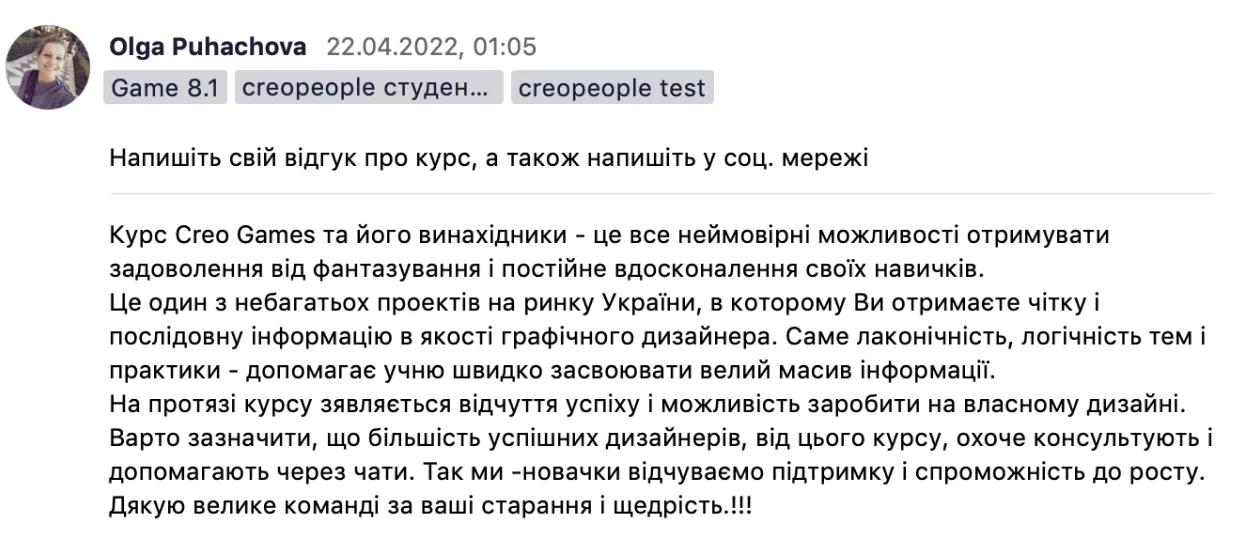 Olga Puhachova 22.04.2022, 01:05
Game 8.1 creopeople студен... creopeople test
Напишіть свій відгук про курс, а також напишіть у соц. мережі
Курс Creo Games та його винахідники - це все неймовірні можливості отримувати
задоволення від фантазування і постійне вдосконалення своїх навичків.
Це один з небагатьох проектів на ринку України, в которому Ви отримаєте чітку і
послідовну інформацію в якості графічного дизайнера. Саме лаконічність, логічність тем і
практики - допомагає учню швидко засвоювати велий масив інформації.
На протязі курсу зявляється відчуття успіху і можливість заробити на власному дизайні.
Варто зазначити, що більшість успішних дизайнерів, від цього курсу, охоче консультують і
допомагають через чати. Так ми -новачки відчуваємо підтримку і спроможність до росту.
Дякую велике команді за ваші старання і щедрість.!!!